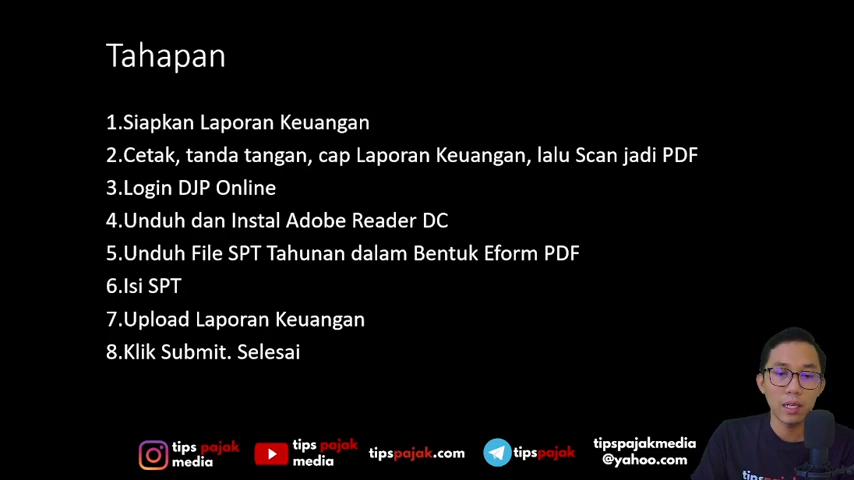 Tahapan
1.Siapkan Laporan Keuangan
2.Cetak, tanda tangan, cap Laporan Keuangan, lalu Scan jadi PDF
3.Login DJP Online
4.Unduh dan Instal Adobe Reader DC
5.Unduh File SPT Tahunan dalam Bentuk Eform PDF
6.Isi SPT
7.Upload Laporan Keuangan
8.Klik Submit. Selesai
tips pajak
media
tips pajak
media
tipspajak.com
tipspajak
tipspajakmedia
@yahoo.com